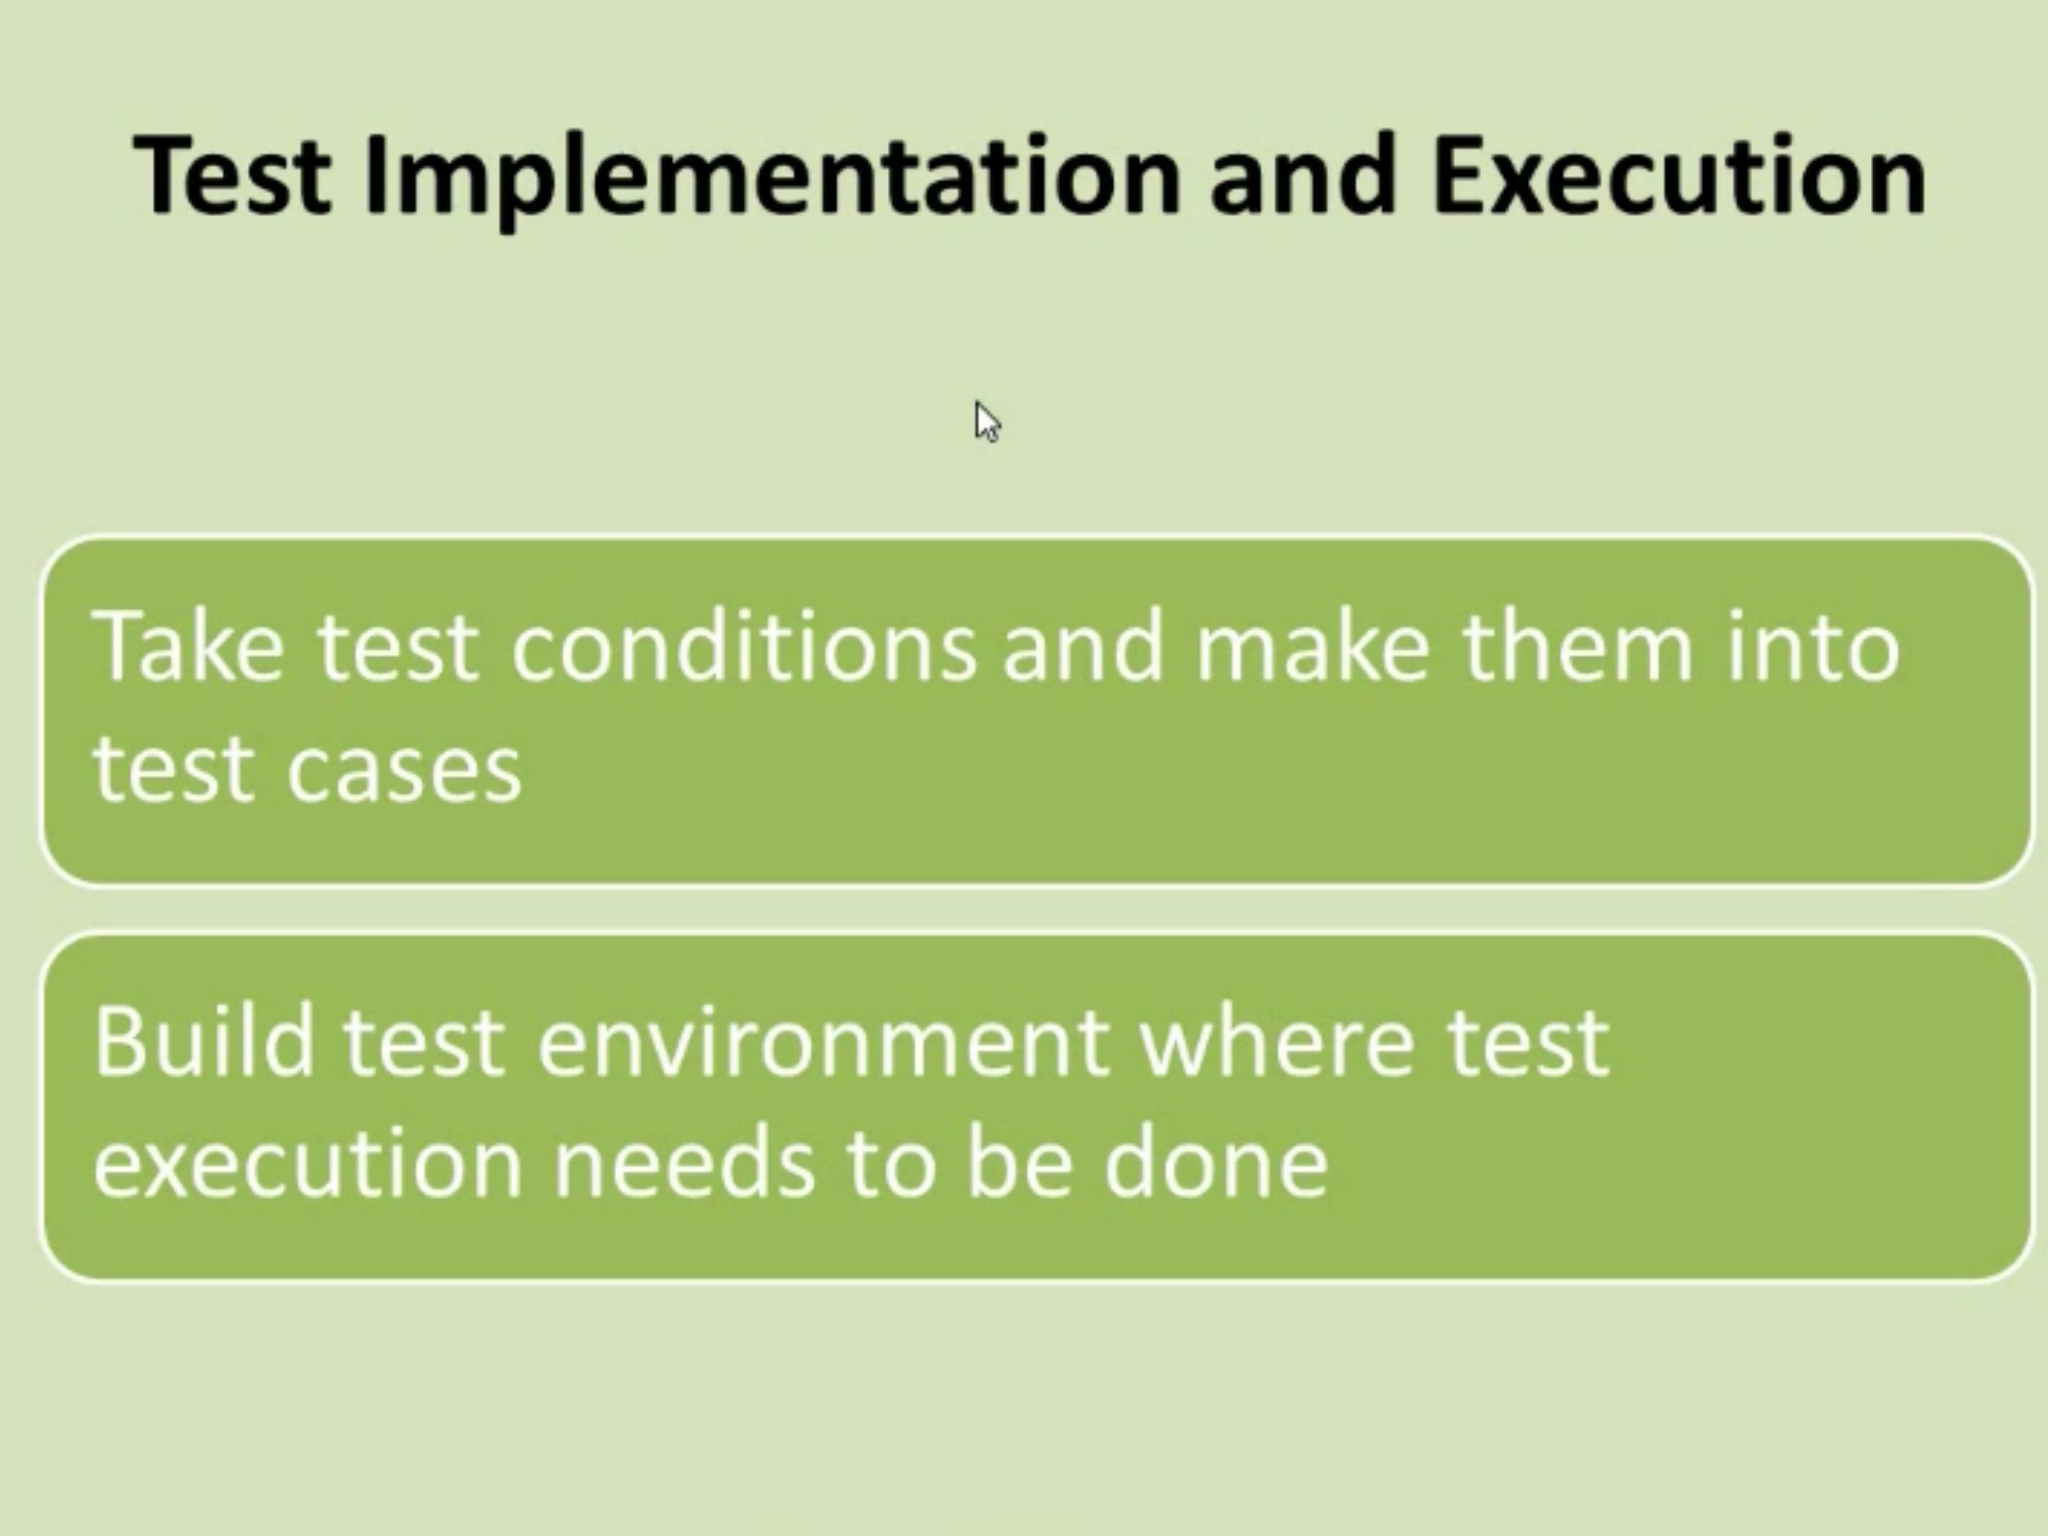 Test Implementation and Execution
Take test conditions and make them into
test cases
Build test environment where test
execution needs to be done